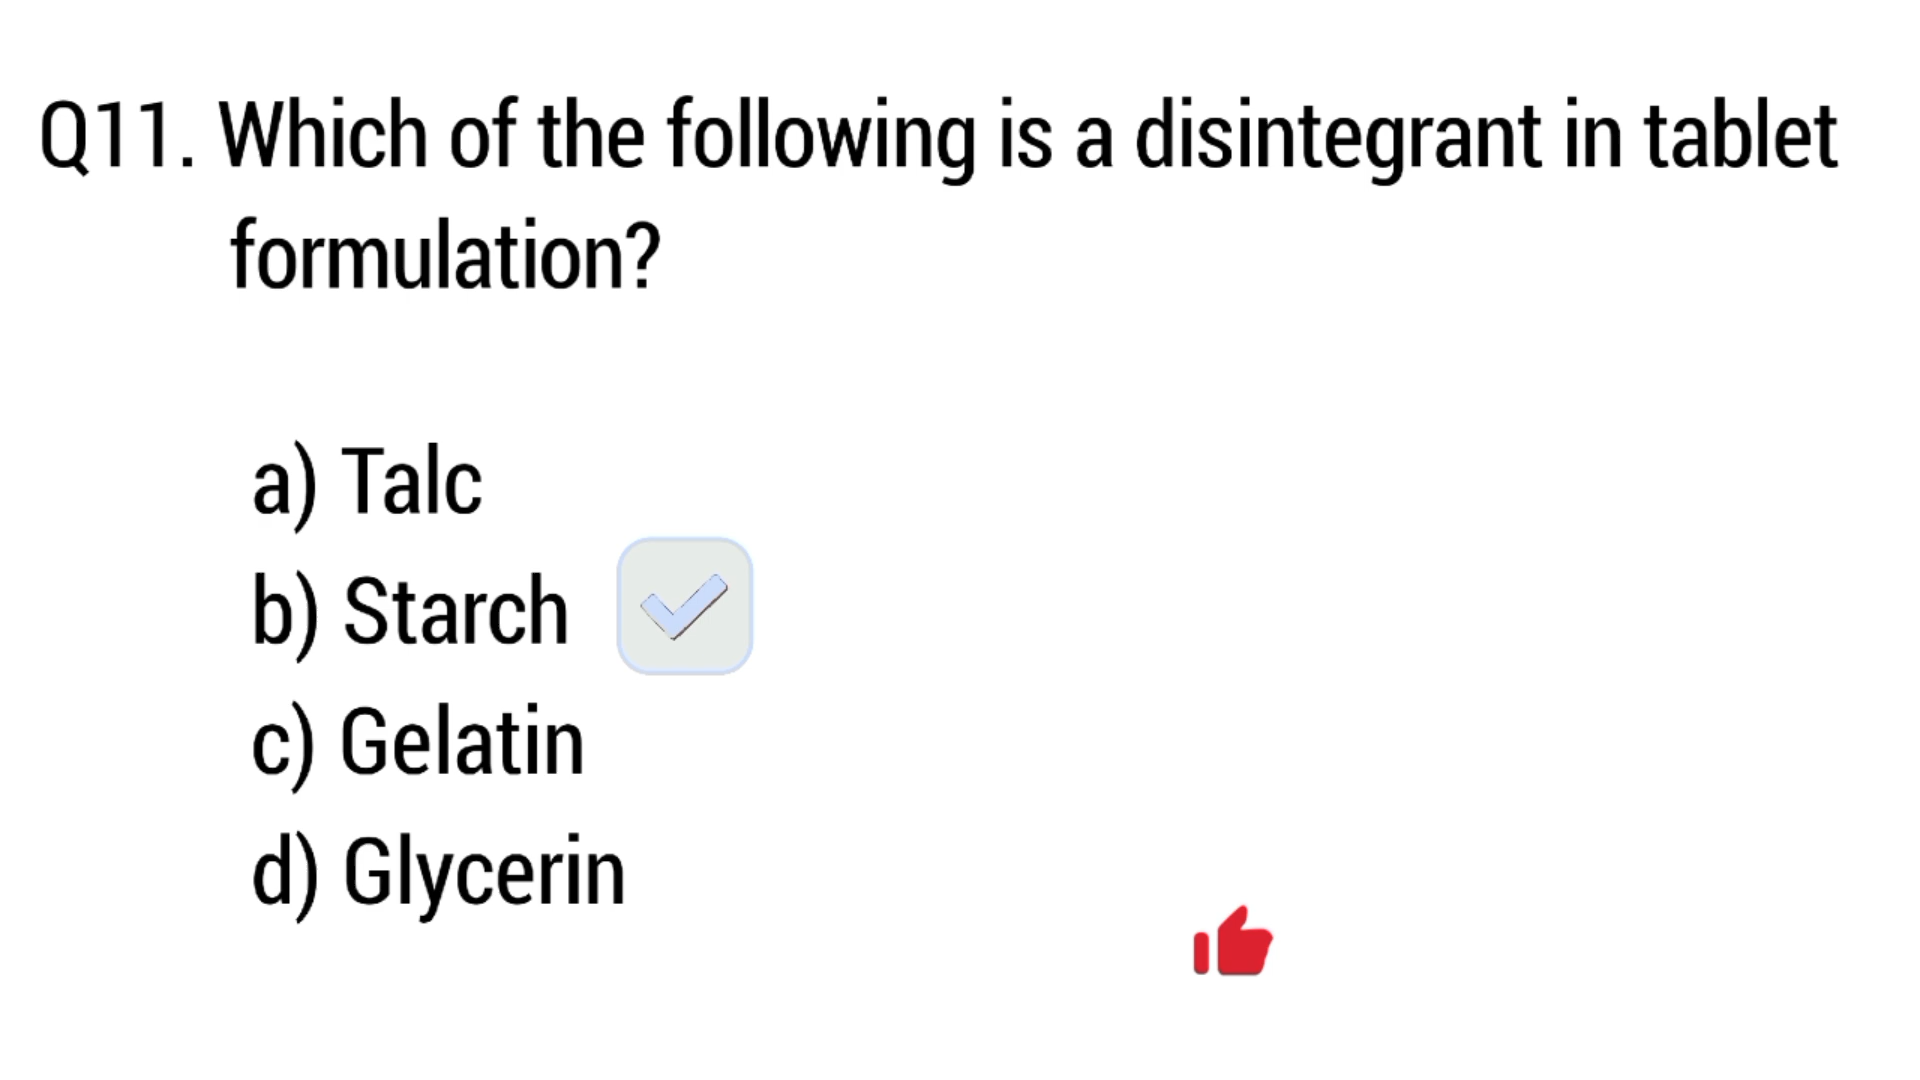 Q11. Which of the following is a disintegrant in tablet
formulation?
a) Talc
b) Starch
c) Gelatin
d) Glycerin